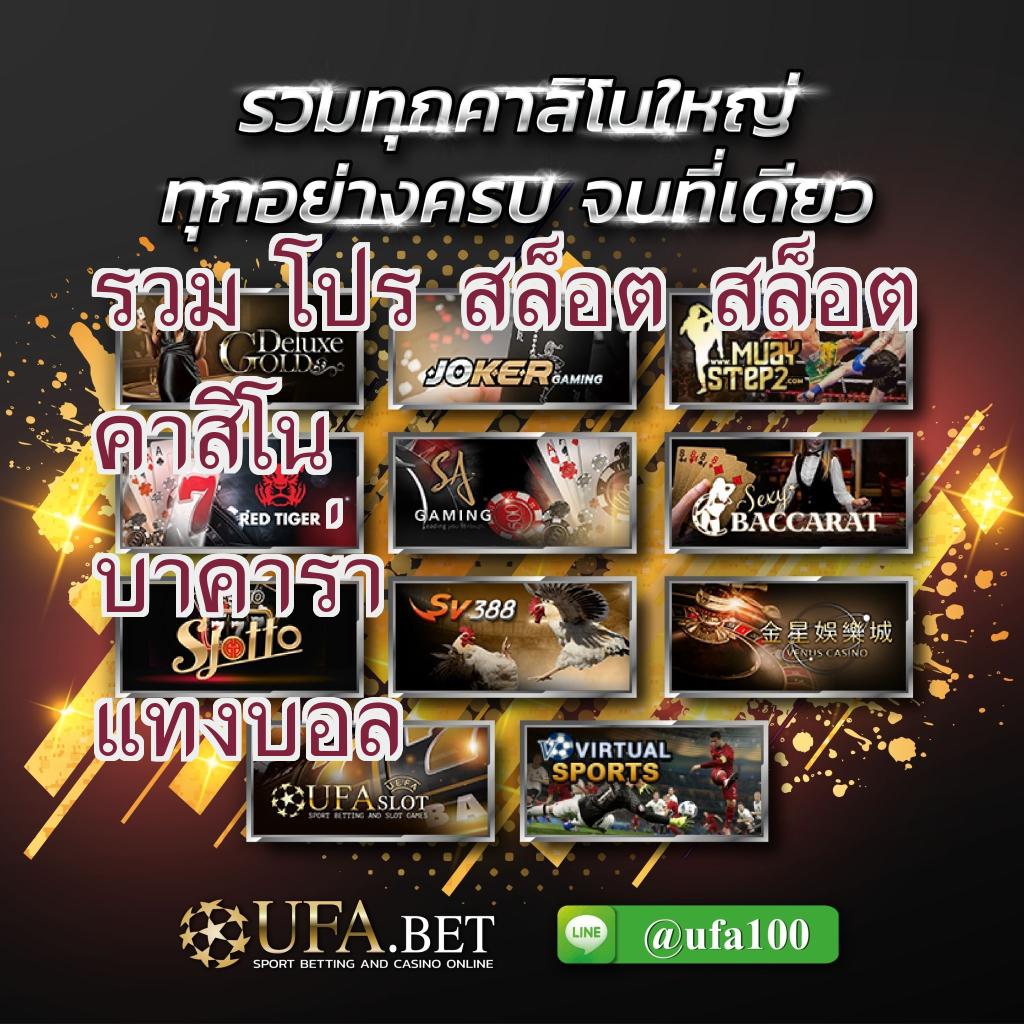 รวมทุกคาสิโนใหญ่
ทุกอย่างครบ จบที่เดียว
รวม โปร สล็อต สล็อต
Deluxe
GOLD
JOKER GAMING
WWW.MUAY
STEP2.COM
คาสิโน
RED TIGER
SA
GAMING
Sexy
BACCARAT
บาคาร่า
Slotto
SV388
金星娛樂城
VENUS CASINO
แทงบอล
UEFA
UFASLOT
SPORT BETTING AND SLOT GAMES
VIRTUAL
SPORTS
UFA.BET
SPORT BETTING AND CASINO ONLINE
LINE
@ufa100